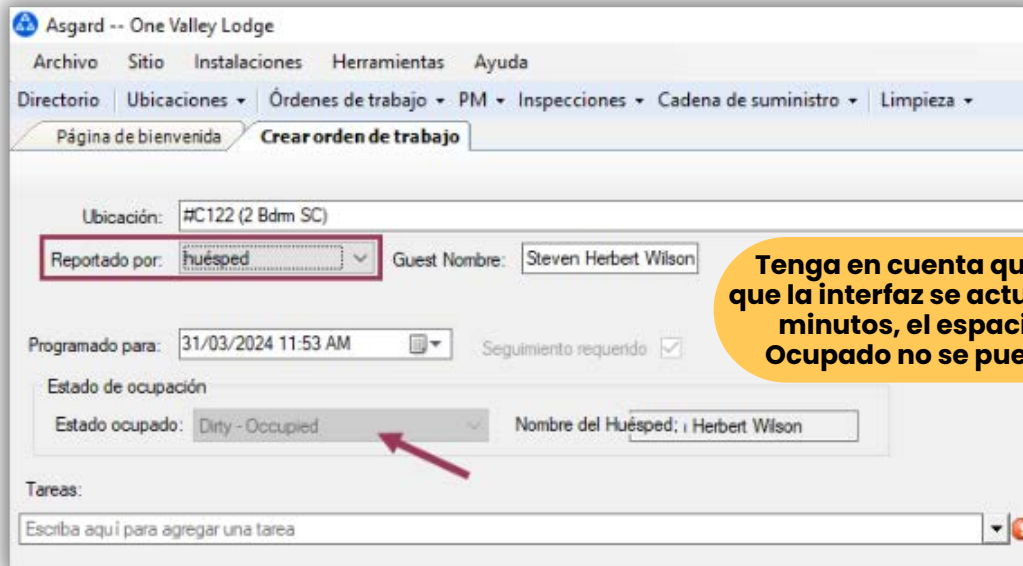 Asgard -- One Valley Lodge
Archivo Sitio Instalaciones Herramientas Ayuda
Directorio Ubicaciones Órdenes de trabajo PM Inspecciones Cadena de suministro Limpieza
Página de bienvenida Crear orden de trabajo
Ubicación: #C122 (2 Bdrm SC)
Reportado por: huésped Guest Nombre: Steven Herbert Wilson
Tenga en cuenta qu
que la interfaz se actu
minutos, el espaci
Ocupado no se pue
Programado para: 31/03/2024 11:53 AM Seguimiento requerido
Estado de ocupación
Estado ocupado: Dirty - Occupied Nombre del Huésped; Herbert Wilson
Tareas:
Escriba aquí para agregar una tarea